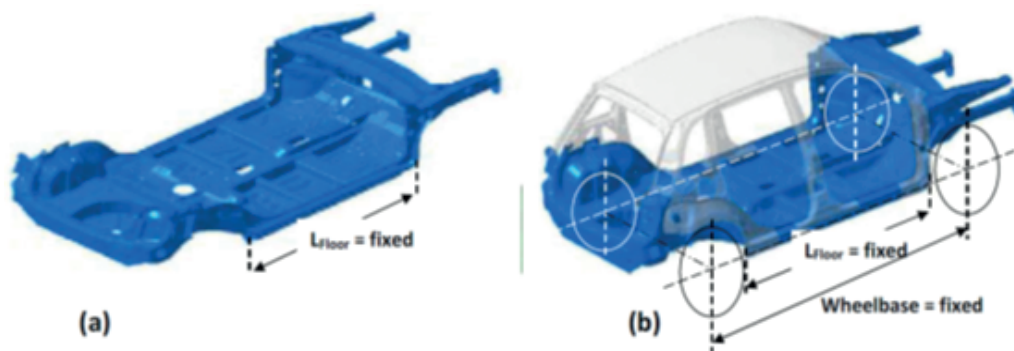 L_Floor = fixed
(a)
L_Floor = fixed
Wheelbase = fixed
(b)